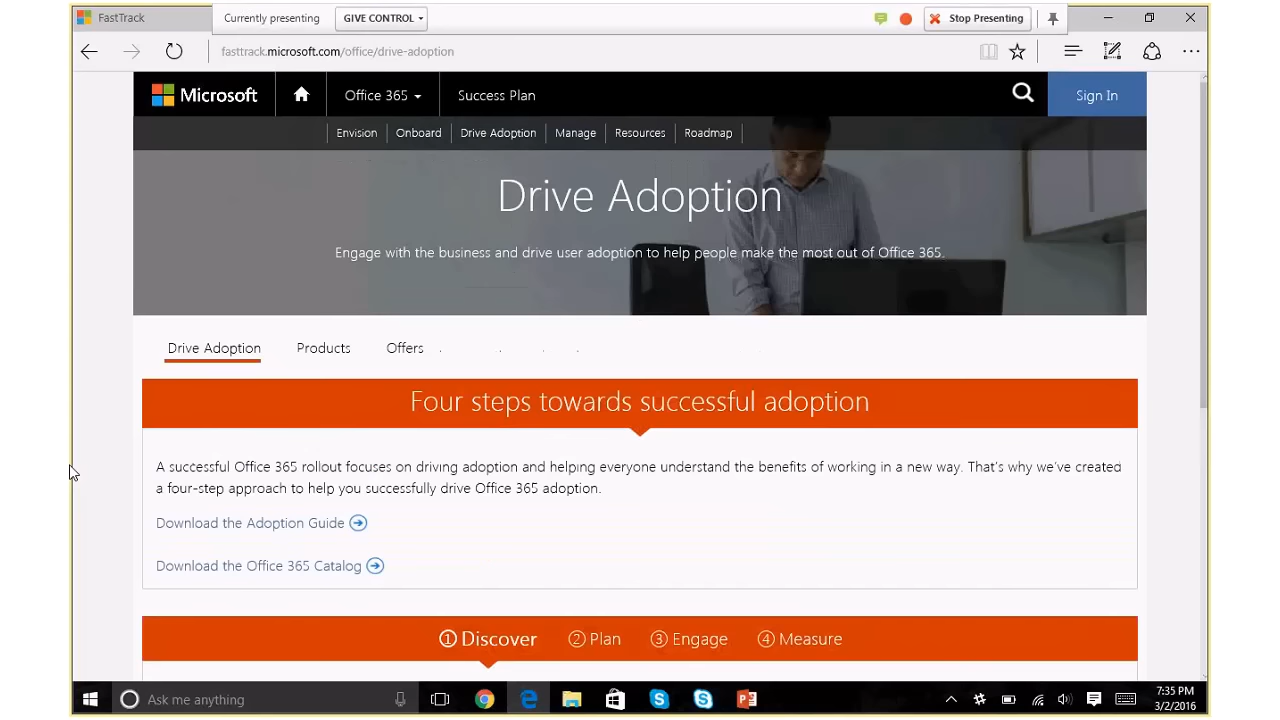 FastTrack
Currently presenting
GIVE CONTROL
Stop Presenting
fasttrack.microsoft.com/office/drive-adoption
Microsoft
Office 365
Success Plan
Sign In
Envision
Onboard
Drive Adoption
Manage
Resources
Roadmap
Drive Adoption
Engage with the business and drive user adoption to help people make the most out of Office 365.
Drive Adoption
Products
Offers
Four steps towards successful adoption
A successful Office 365 rollout focuses on driving adoption and helping everyone understand the benefits of working in a new way. That's why we've created
a four-step approach to help you successfully drive Office 365 adoption.
Download the Adoption Guide
Download the Office 365 Catalog
① Discover
② Plan
③ Engage
④ Measure
Ask me anything
7:35 PM
3/2/2016